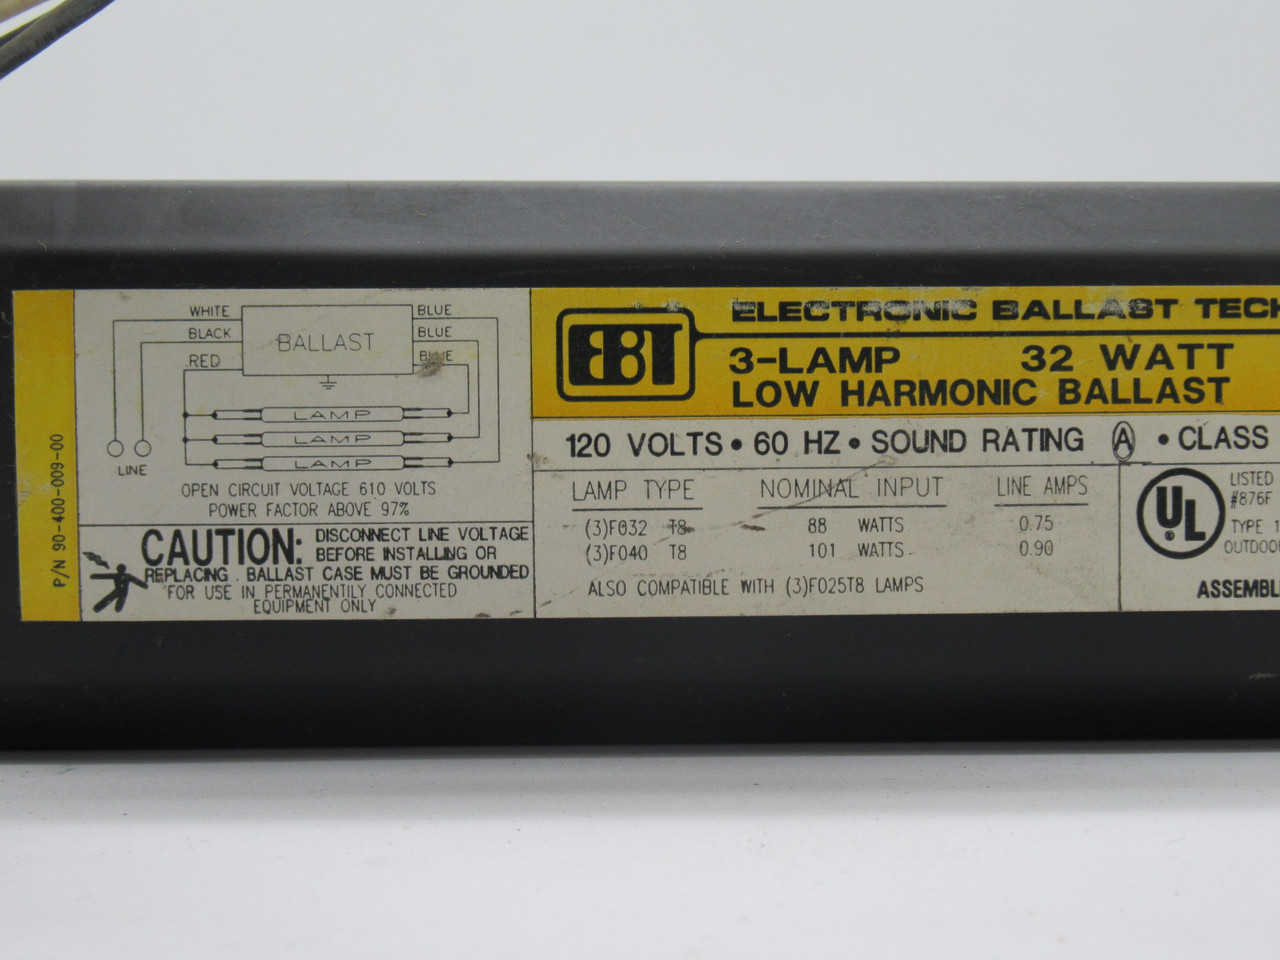 P/N 90-400-009-00
WHITE
BLACK
RED
BALLAST
BLUE
BLUE
BLUE
LAMP
LAMP
LAMP
LINE
OPEN CIRCUIT VOLTAGE 610 VOLTS
POWER FACTOR ABOVE 97%
CAUTION: DISCONNECT LINE VOLTAGE
BEFORE INSTALLING OR
REPLACING. BALLAST CASE MUST BE GROUNDED
FOR USE IN PERMANENTLY CONNECTED
EQUIPMENT ONLY
EBT
ELECTRONIC BALLAST TECH
3-LAMP 32 WATT
LOW HARMONIC BALLAST
120 VOLTS • 60 HZ • SOUND RATING A • CLASS
LAMP TYPE NOMINAL INPUT LINE AMPS
(3)F032 T8 88 WATTS 0.75
(3)F040 T8 101 WATTS 0.90
ALSO COMPATIBLE WITH (3)F025T8 LAMPS
UL ®
LISTED
#876F
TYPE 1
OUTDOO
ASSEMBL